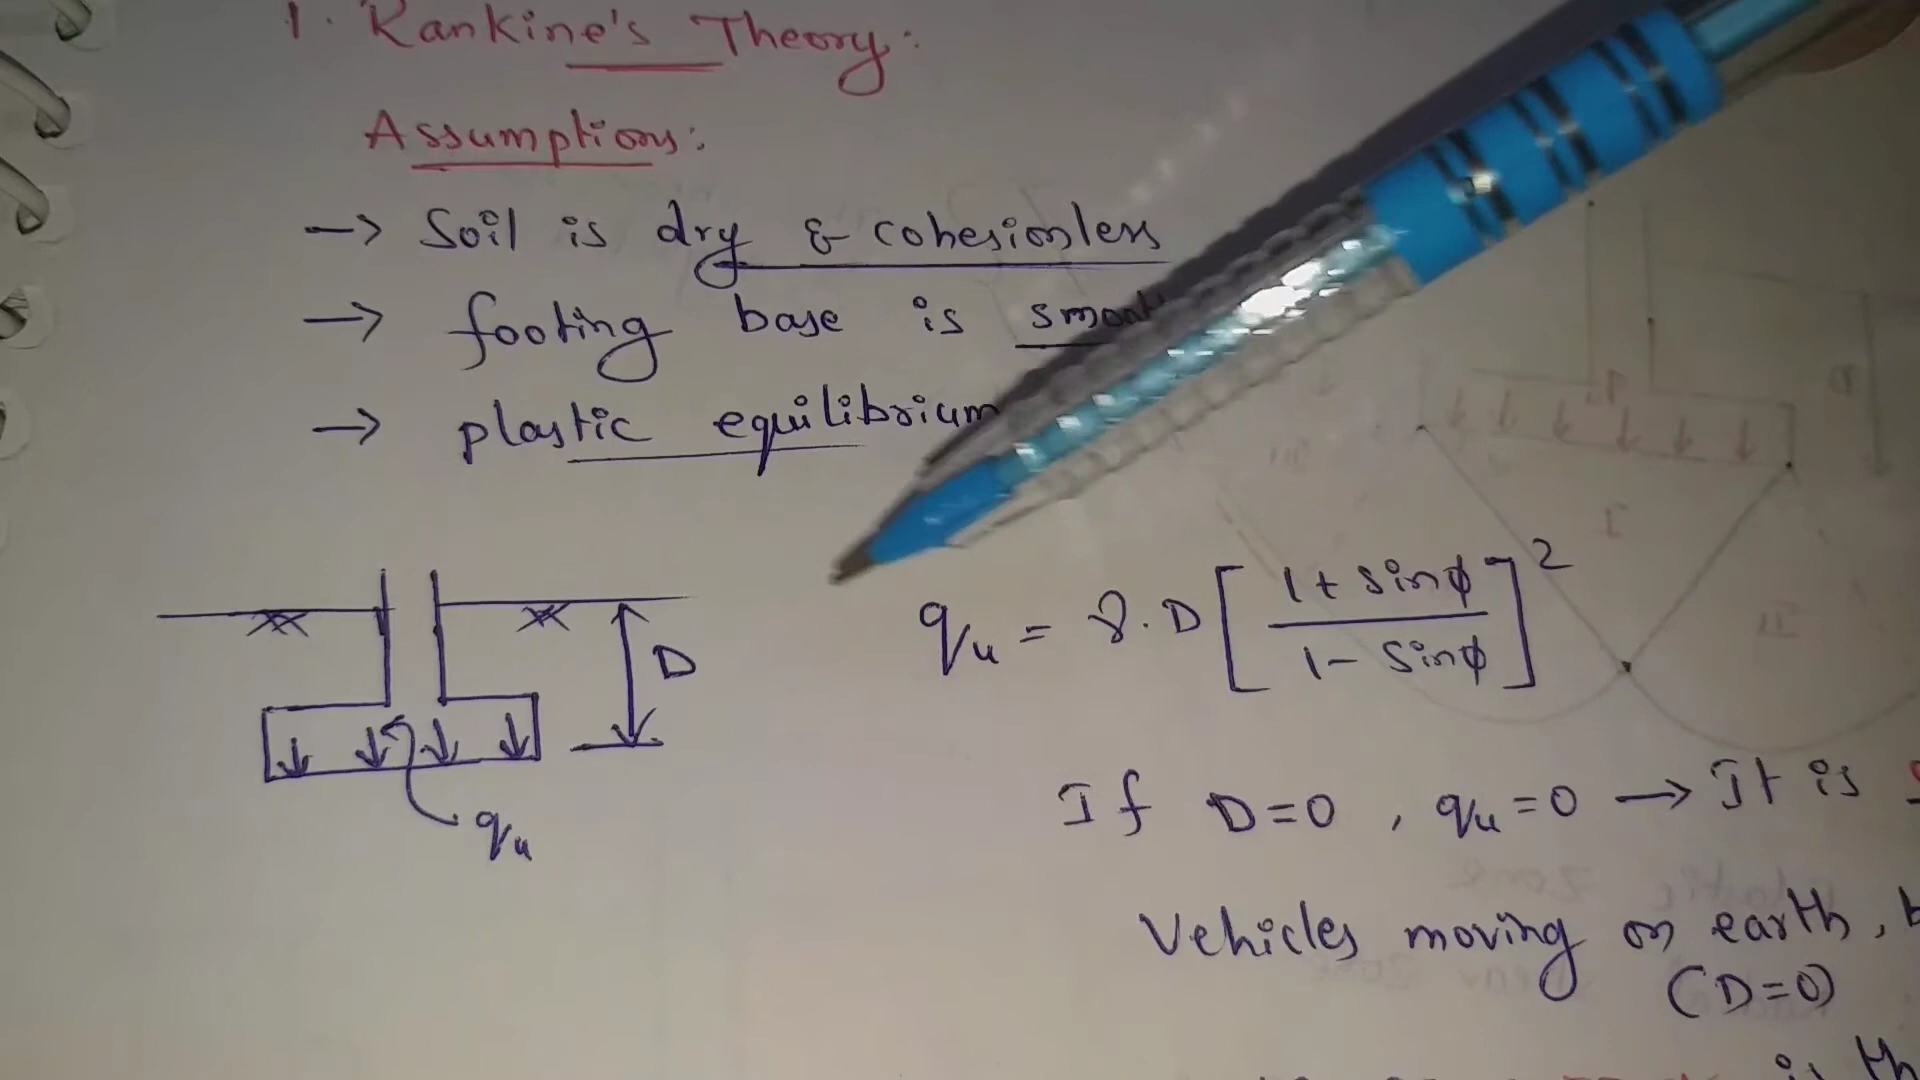 1. Rankine's Theory:
Assumptions:
→ Soil is dry & cohesionless
→ footing base is smooth
→ plastic equilibrium
D
qu
qu = γ.D [ (1 + sinφ) / (1 - sinφ) ]²
If D=0 , qu=0 → It is
Vehicles moving on earth,
(D=0)